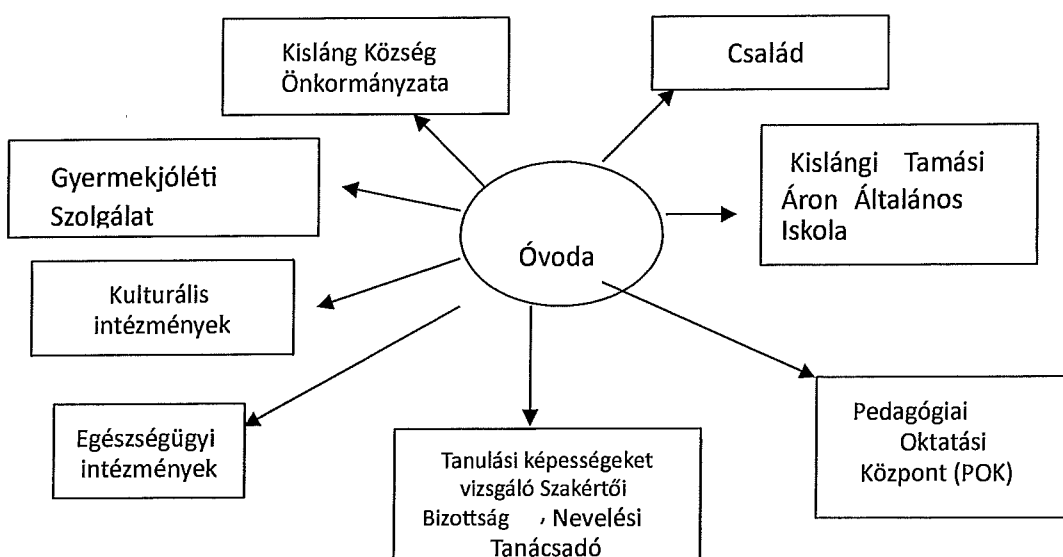 Kisláng Község
Önkormányzata
Család
Gyermekjóléti
Szolgálat
Kislángi Tamási
Áron Általános
Iskola
Óvoda
Kulturális
intézmények
Egészségügyi
intézmények
Tanulási képességeket
vizsgáló Szakértői
Bizottság , Nevelési
Tanácsadó
Pedagógiai
Oktatási
Központ (POK)